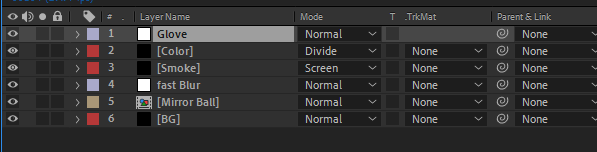 # . Layer Name Mode T .TrkMat Parent & Link
1 Glove Normal None
2 [Color] Divide None None
3 [Smoke] Screen None None
4 fast Blur Normal None None
5 [Mirror Ball] Normal None None
6 [BG] Normal None None